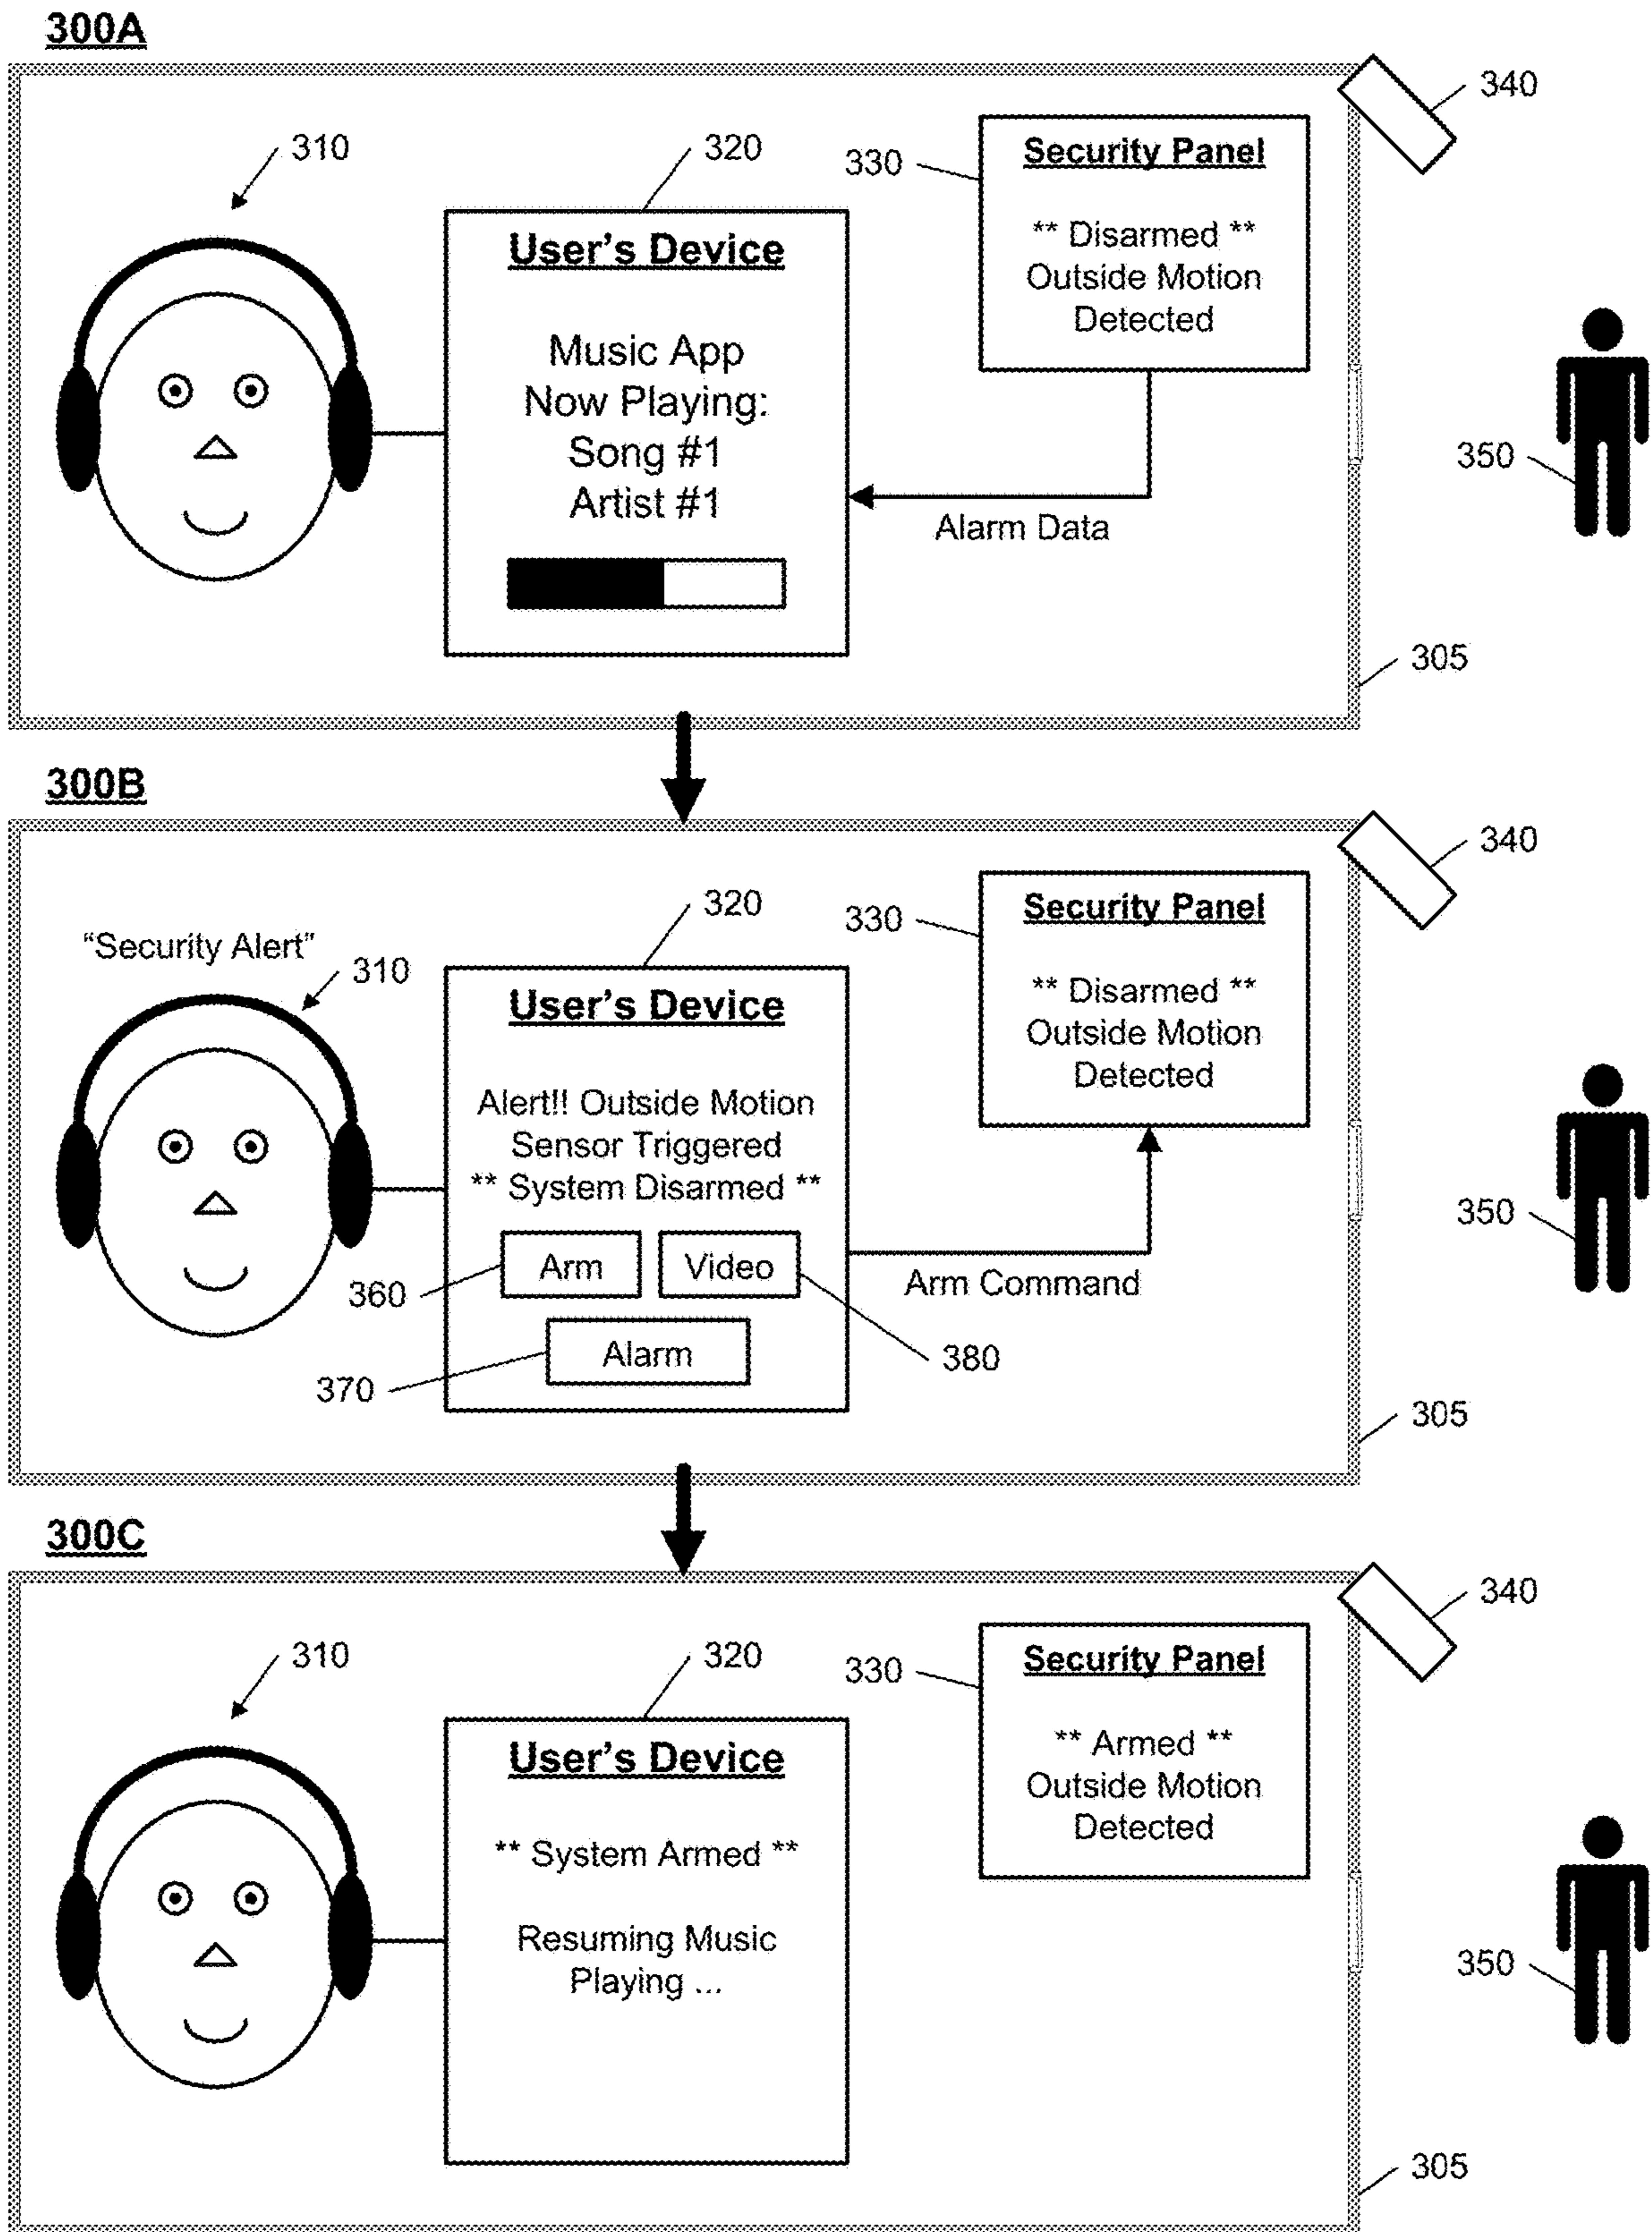 300A
340
310
320
330
Security Panel
** Disarmed **
Outside Motion
Detected
User's Device
Music App
Now Playing:
Song #1
Artist #1
Alarm Data
350
305
300B
340
320
330
Security Panel
** Disarmed **
Outside Motion
Detected
“Security Alert”
310
User's Device
Alert!! Outside Motion
Sensor Triggered
** System Disarmed **
Arm
Video
360
Arm Command
Alarm
370
380
350
305
300C
340
310
320
330
Security Panel
** Armed **
Outside Motion
Detected
User's Device
** System Armed **
Resuming Music
Playing ...
350
305